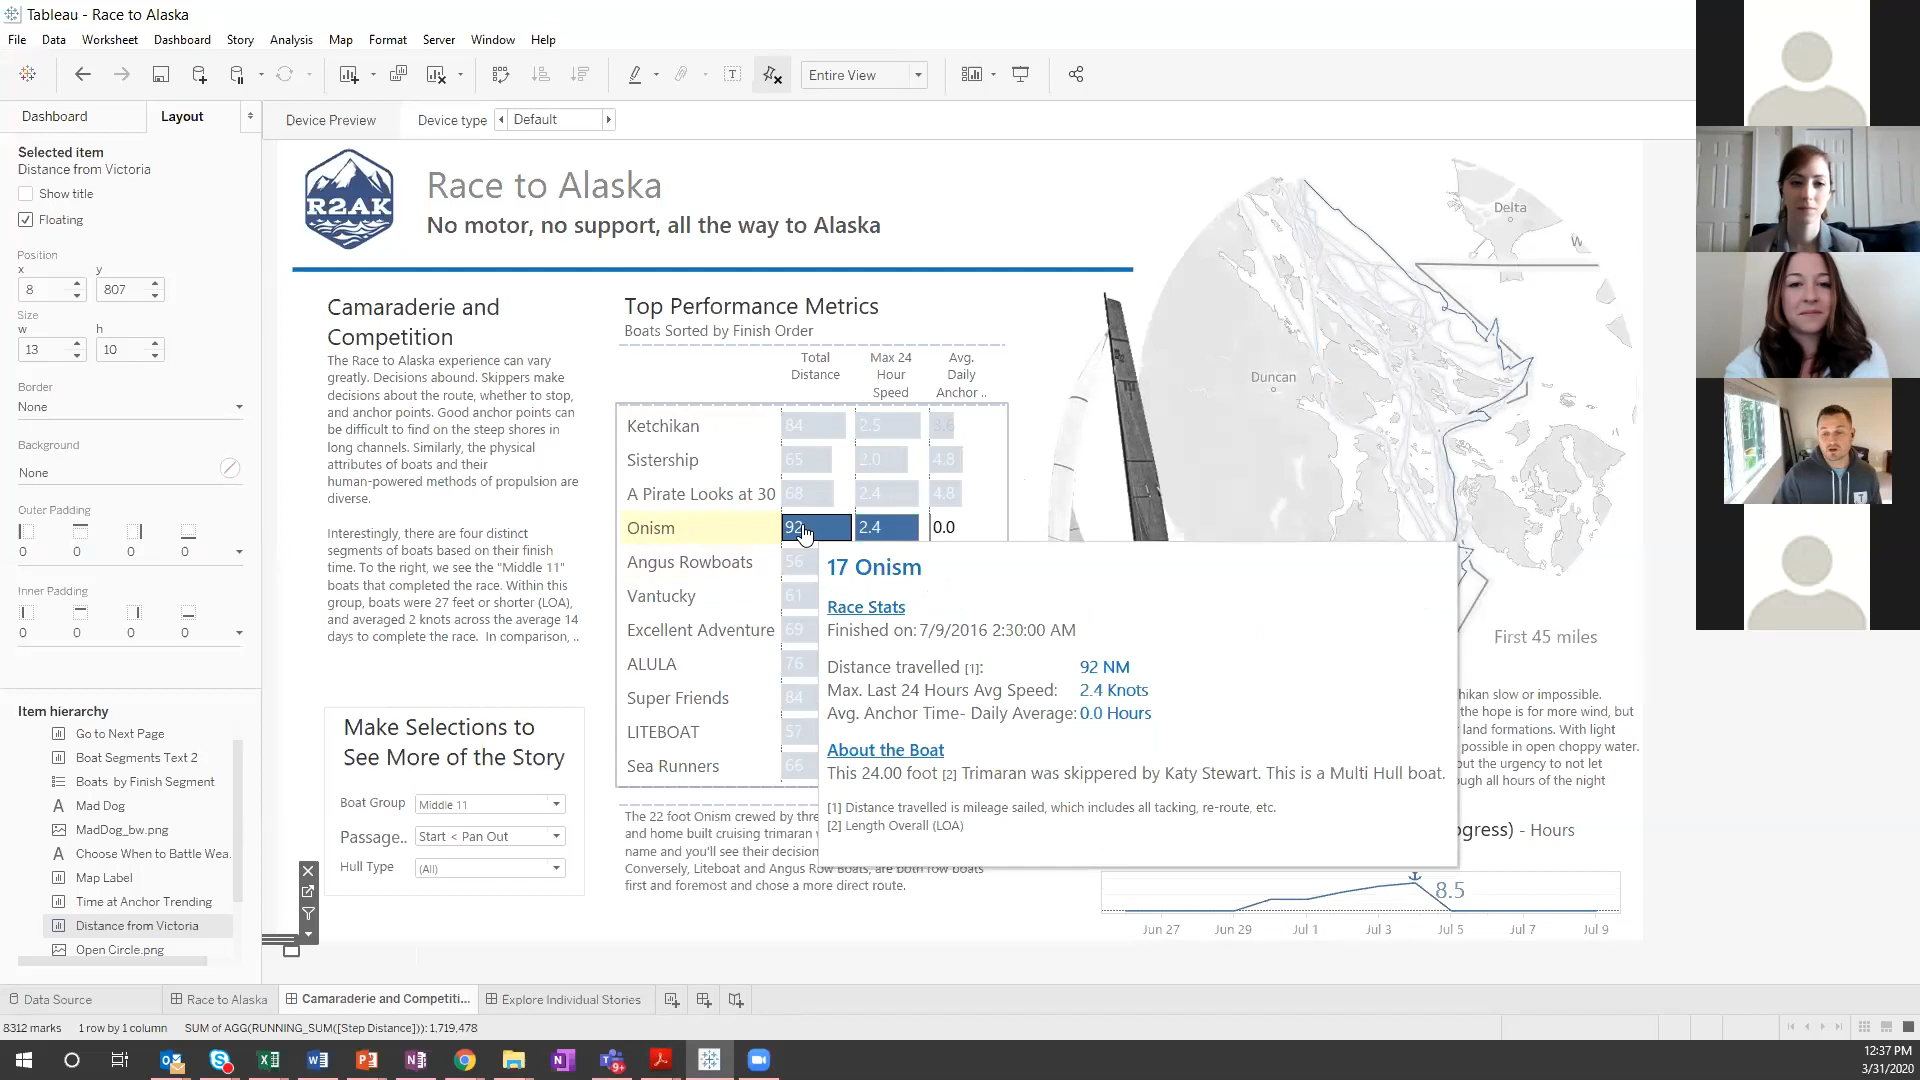 Tableau - Race to Alaska
File Data Worksheet Dashboard Story Analysis Map Format Server Window Help
Entire View
Dashboard Layout
Device Preview Device type Default
Selected item
Distance from Victoria
Show title
Floating
Position
x y
8 807
Size
w h
13 10
Border
None
Background
None
Outer Padding
0 0 0 0
Inner Padding
0 0 0 0
Item hierarchy
Go to Next Page
Boat Segments Text 2
Boats by Finish Segment
A Mad Dog
MadDog_bw.png
A Choose When to Battle Wea.
Map Label
Time at Anchor Trending
Distance from Victoria
Open Circle.png
R2AK
Race to Alaska
No motor, no support, all the way to Alaska
Camaraderie and
Competition
The Race to Alaska experience can vary
greatly. Decisions abound. Skippers make
decisions about the route, whether to stop,
and anchor points. Good anchor points can
be difficult to find on the steep shores in
long channels. Similarly, the physical
attributes of boats and their
human-powered methods of propulsion are
diverse.
Interestingly, there are four distinct
segments of boats based on their finish
time. To the right, we see the "Middle 11"
boats that completed the race. Within this
group, boats were 27 feet or shorter (LOA),
and averaged 2 knots across the average 14
days to complete the race. In comparison, ..
Make Selections to
See More of the Story
Boat Group Middle 11
Passage.. Start < Pan Out
Hull Type (All)
Top Performance Metrics
Boats Sorted by Finish Order
Total
Distance
Max 24
Hour
Speed
Avg.
Daily
Anchor ..
Ketchikan 84 2.5 3.6
Sistership 65 2.0 4.8
A Pirate Looks at 30 68 2.4 4.8
Onism 92 2.4 0.0
Angus Rowboats 56
Vantucky 61
Excellent Adventure 69
ALULA 76
Super Friends 84
LITEBOAT 57
Sea Runners 66
The 22 foot Onism crewed by thre
and home built cruising trimaran
name and you'll see their decision
Conversely, Liteboat and Angus Row Boats, are both row boats
first and foremost and chose a more direct route.
17 Onism
Race Stats
Finished on: 7/9/2016 2:30:00 AM
Distance travelled [1]: 92 NM
Max. Last 24 Hours Avg Speed: 2.4 Knots
Avg. Anchor Time- Daily Average: 0.0 Hours
About the Boat
This 24.00 foot [2] Trimaran was skippered by Katy Stewart. This is a Multi Hull boat.
[1] Distance travelled is mileage sailed, which includes all tacking, re-route, etc.
[2] Length Overall (LOA)
Delta
W
Duncan
First 45 miles
hikan slow or impossible.
the hope is for more wind, but
land formations. With light
possible in open choppy water.
but the urgency to not let
ugh all hours of the night
ogress) - Hours
8.5
Jun 27 Jun 29 Jul 1 Jul 3 Jul 5 Jul 7 Jul 9
Data Source Race to Alaska Camaraderie and Competiti... Explore Individual Stories
8312 marks 1 row by 1 column SUM of AGG(RUNNING_SUM([Step Distance])): 1,719,478
9+
12:37 PM
3/31/2020